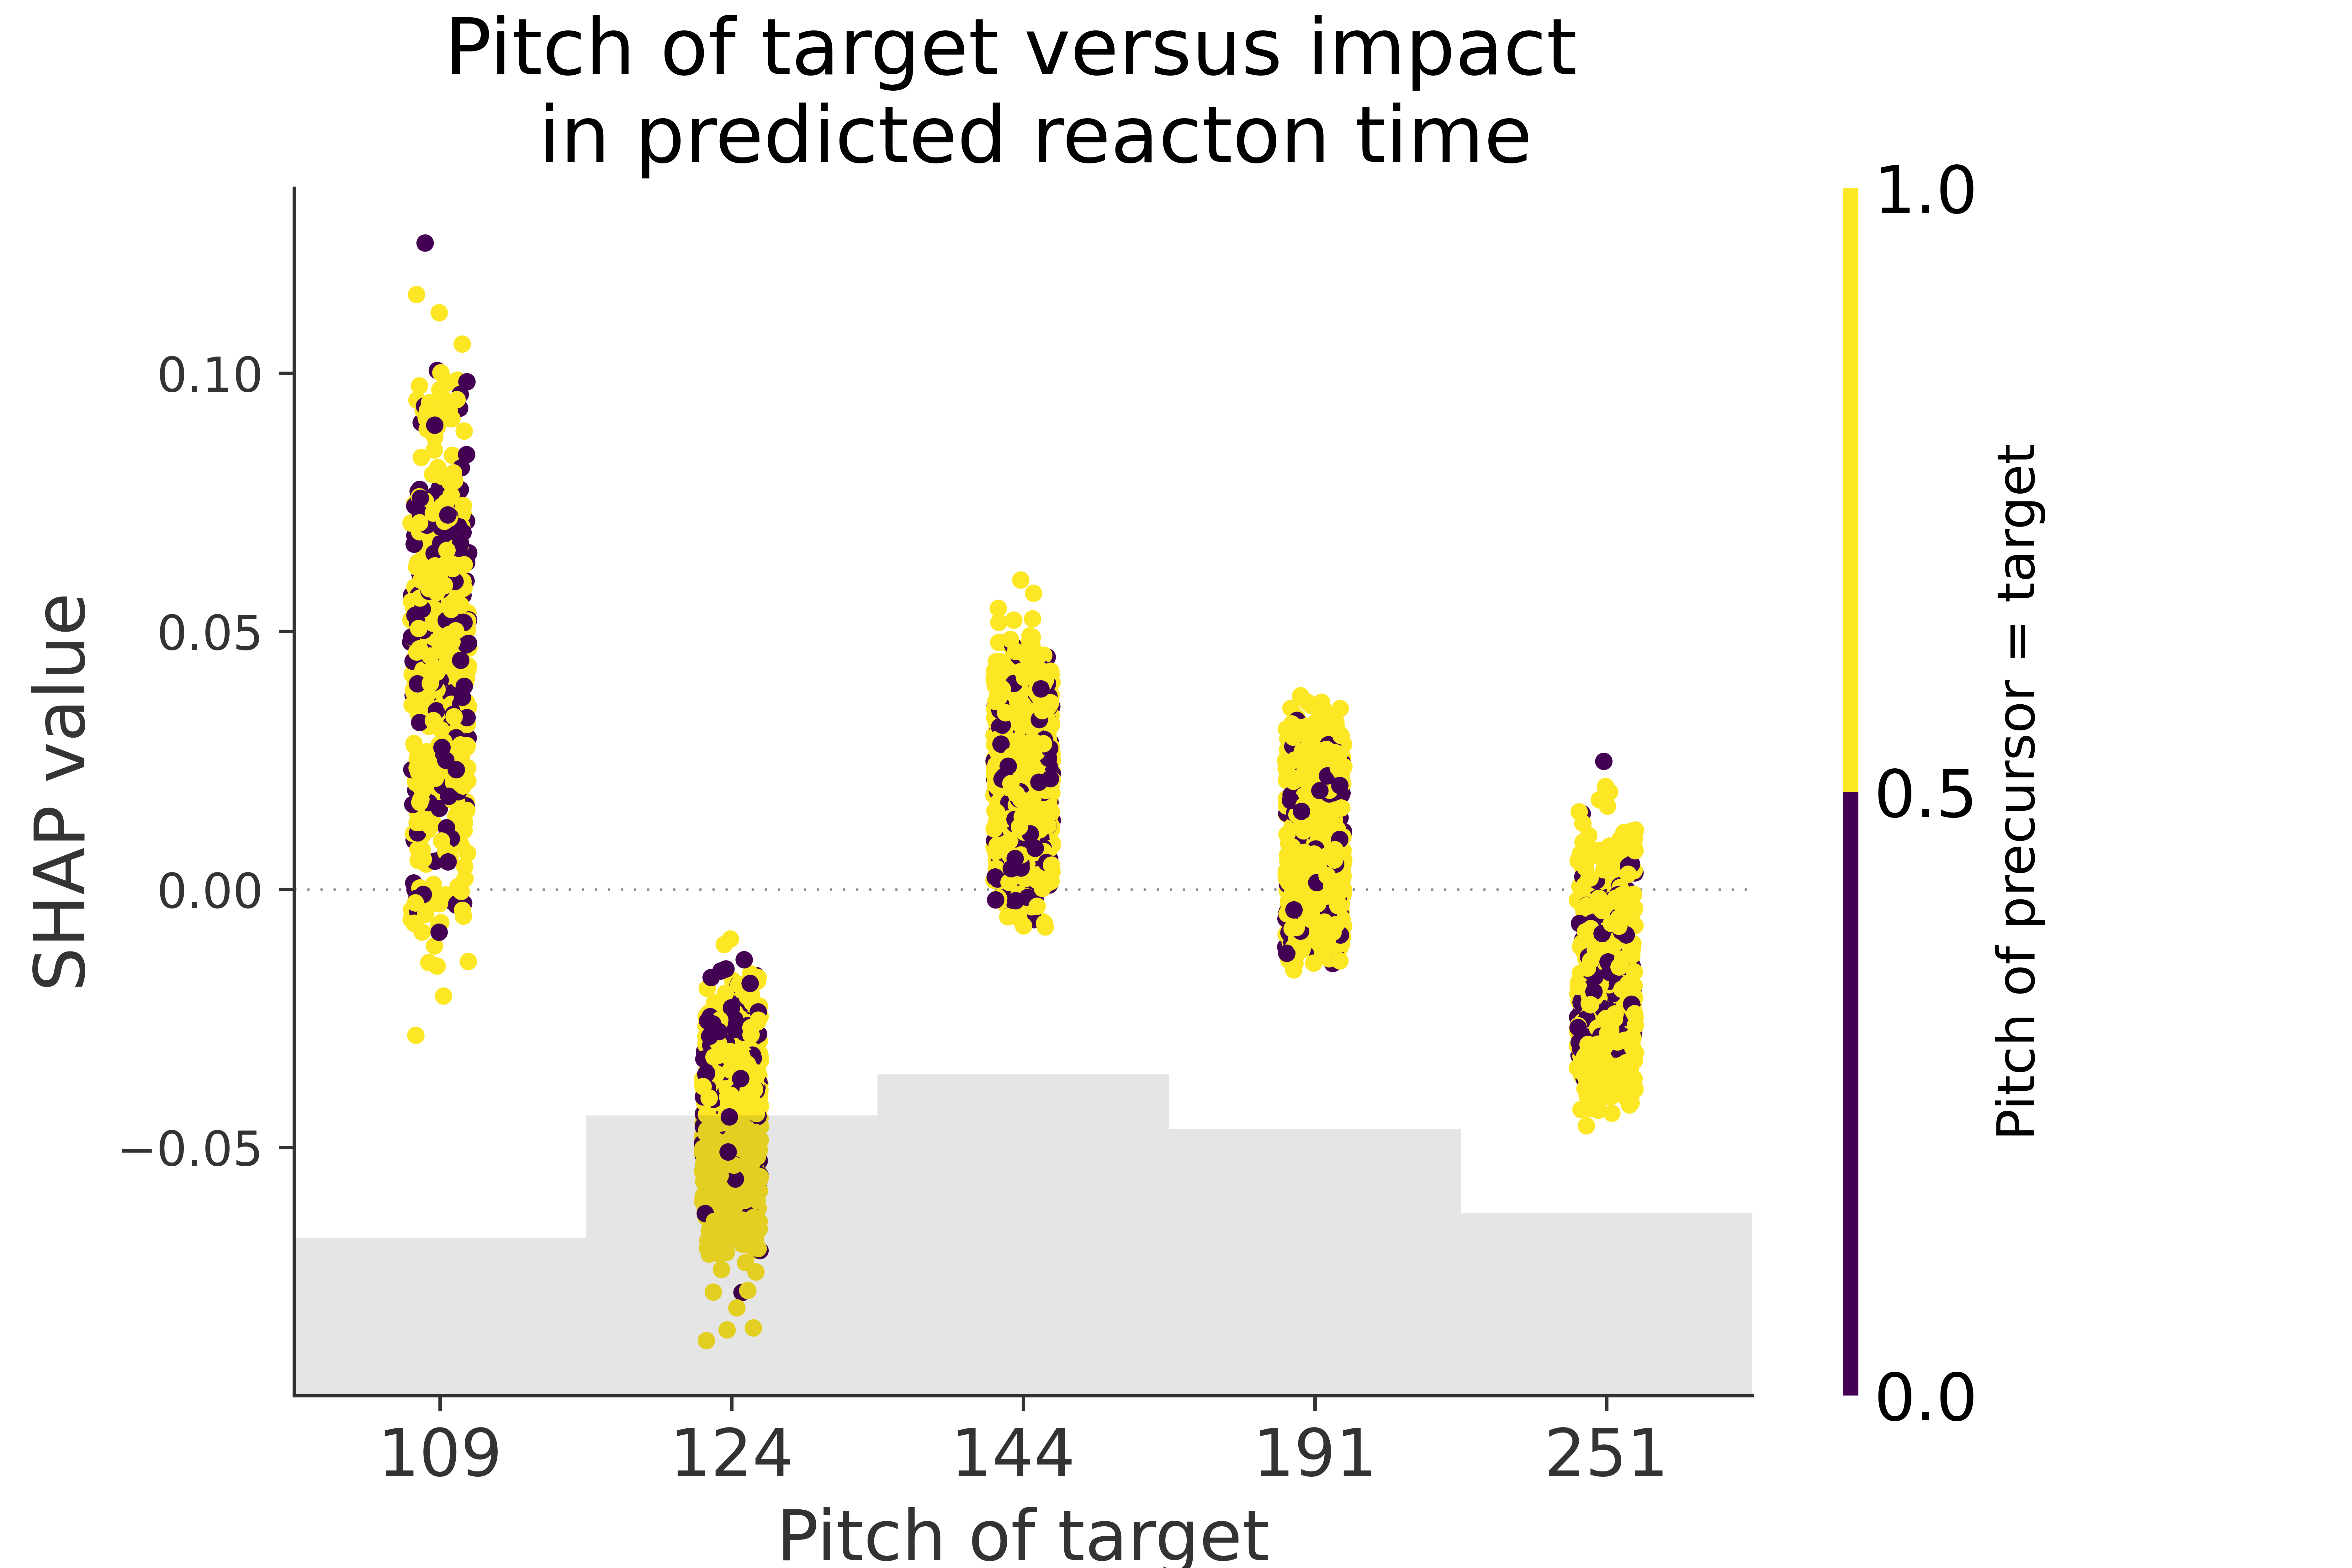 Pitch of target versus impact
in predicted reacton time
SHAP value
0.10
0.05
0.00
−0.05
109
124
144
191
251
Pitch of target
1.0
0.5
0.0
Pitch of precursor = target